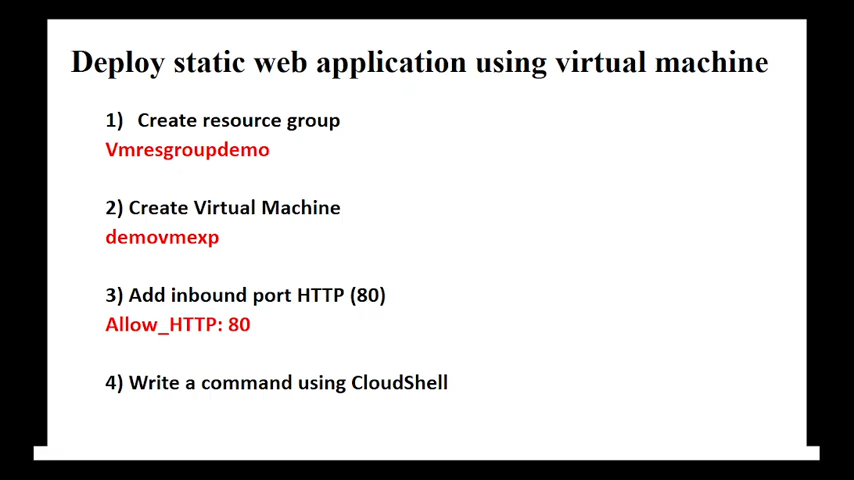 Deploy static web application using virtual machine
1) Create resource group
Vmresgroupdemo
2) Create Virtual Machine
demovmexp
3) Add inbound port HTTP (80)
Allow_HTTP: 80
4) Write a command using CloudShell